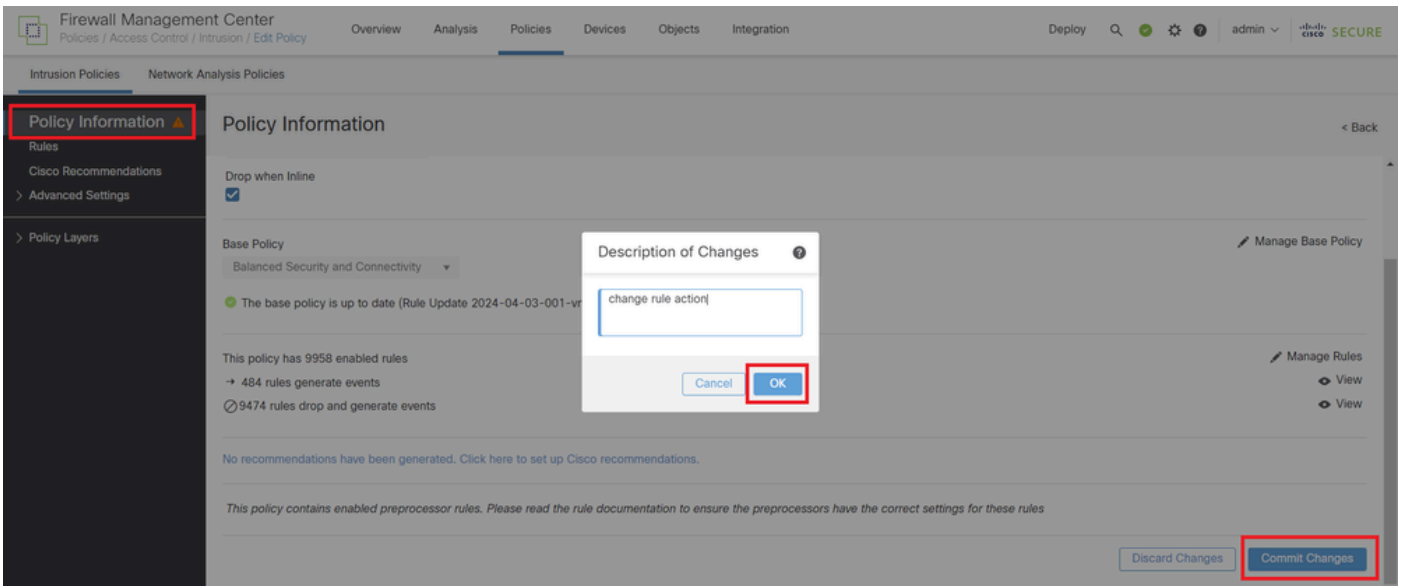 Firewall Management Center
Policies / Access Control / Intrusion / Edit Policy
Overview
Analysis
Policies
Devices
Objects
Integration
Deploy
admin
cisco SECURE
Intrusion Policies
Network Analysis Policies
Policy Information
Rules
Cisco Recommendations
Advanced Settings
Policy Layers
Policy Information
< Back
Drop when Inline
Base Policy
Manage Base Policy
Balanced Security and Connectivity
The base policy is up to date (Rule Update 2024-04-03-001-vr
This policy has 9958 enabled rules
Manage Rules
→ 484 rules generate events
View
9474 rules drop and generate events
View
No recommendations have been generated. Click here to set up Cisco recommendations.
This policy contains enabled preprocessor rules. Please read the rule documentation to ensure the preprocessors have the correct settings for these rules
Discard Changes
Commit Changes
Description of Changes
change rule action
Cancel
OK